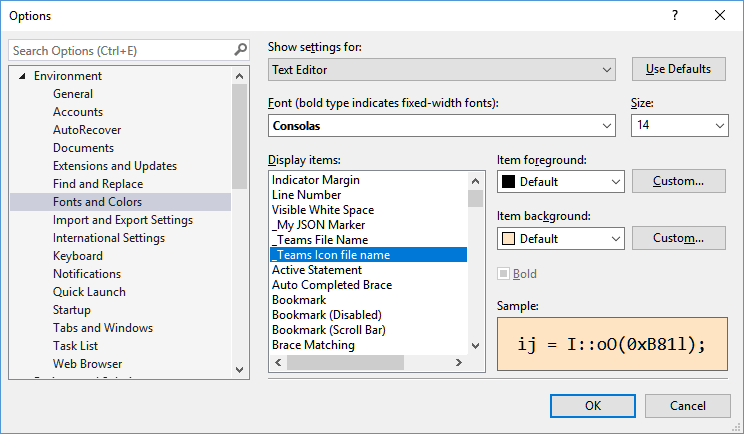 Options
Search Options (Ctrl+E)
Environment
General
Accounts
AutoRecover
Documents
Extensions and Updates
Find and Replace
Fonts and Colors
Import and Export Settings
International Settings
Keyboard
Notifications
Quick Launch
Startup
Tabs and Windows
Task List
Web Browser
Show settings for:
Text Editor
Use Defaults
Font (bold type indicates fixed-width fonts):
Size:
Consolas
14
Display items:
Indicator Margin
Line Number
Visible White Space
_My JSON Marker
_Teams File Name
_Teams Icon file name
Active Statement
Auto Completed Brace
Bookmark
Bookmark (Disabled)
Bookmark (Scroll Bar)
Brace Matching
Item foreground:
Default
Custom...
Item background:
Default
Custom...
Bold
Sample:
ij = I::oO(0xB81l);
OK
Cancel